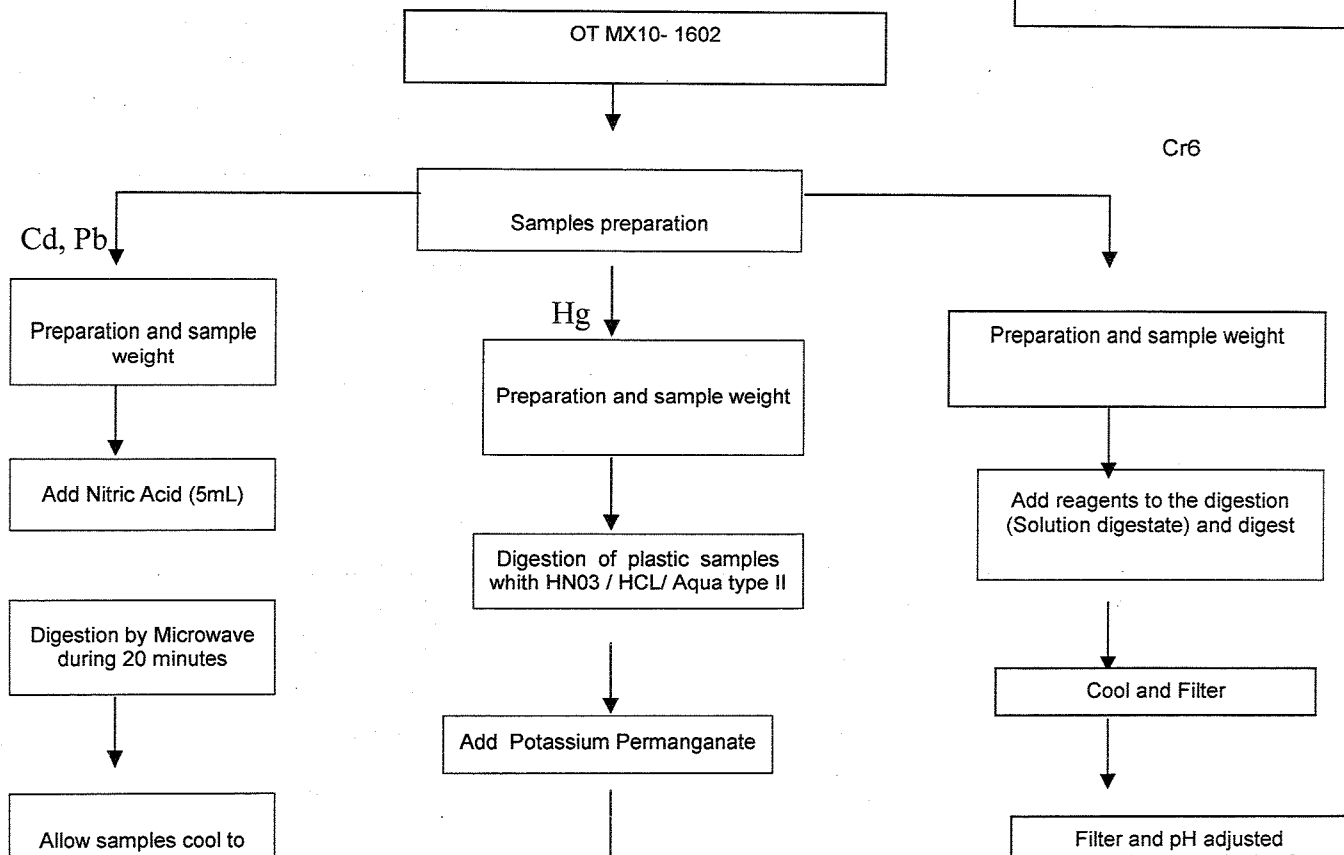 OT MX10- 1602
Cr6
Samples preparation
Cd, Pb
Preparation and sample
weight
Add Nitric Acid (5mL)
Digestion by Microwave
during 20 minutes
Allow samples cool to
Hg
Preparation and sample weight
Digestion of plastic samples
whith HN03 / HCL/ Aqua type II
Add Potassium Permanganate
Preparation and sample weight
Add reagents to the digestion
(Solution digestate) and digest
Cool and Filter
Filter and pH adjusted